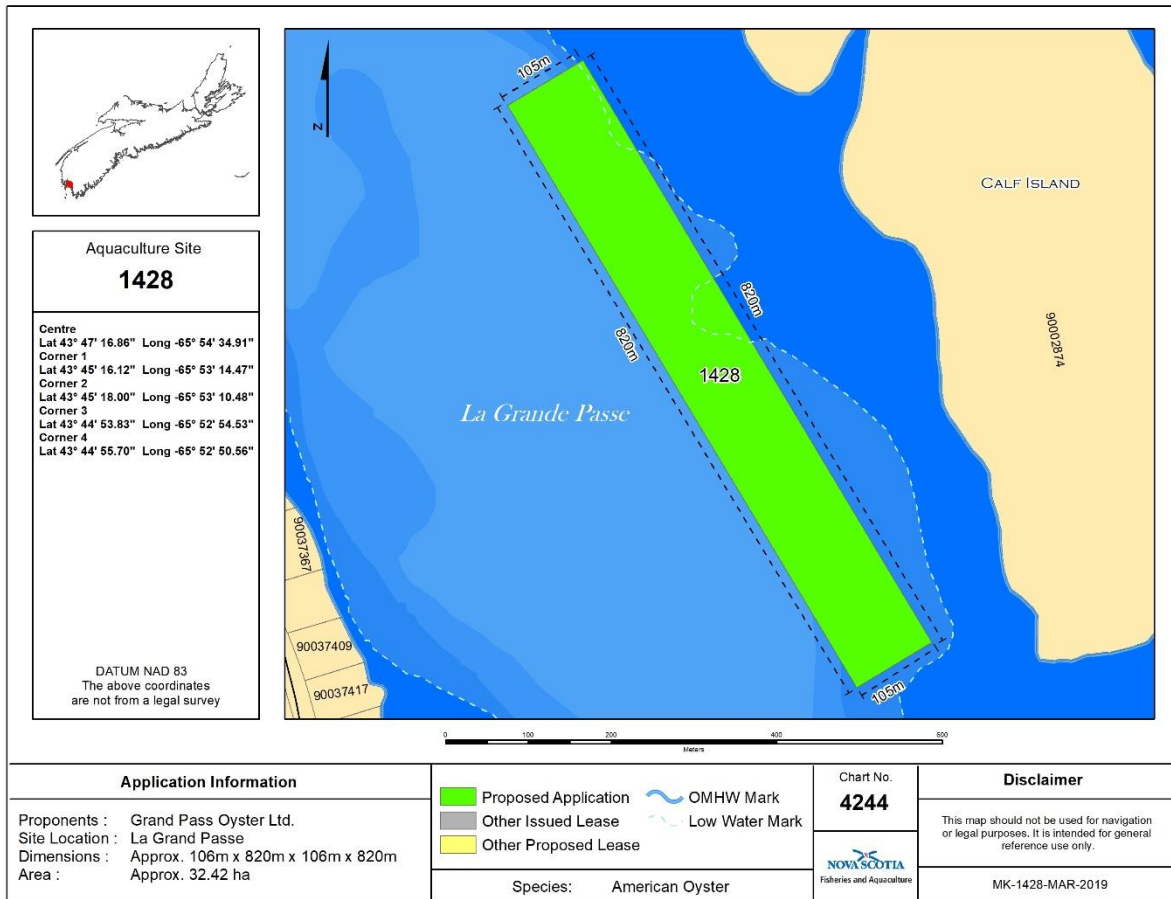 N
Aquaculture Site
1428
Centre
Lat 43° 47' 16.86" Long -65° 54' 34.91"
Corner 1
Lat 43° 45' 16.12" Long -65° 53' 14.47"
Corner 2
Lat 43° 45' 18.00" Long -65° 53' 10.48"
Corner 3
Lat 43° 44' 53.83" Long -65° 52' 54.53"
Corner 4
Lat 43° 44' 55.70" Long -65° 52' 50.56"
DATUM NAD 83
The above coordinates
are not from a legal survey
105m
820m
820m
105m
1428
La Grande Passe
CALF ISLAND
90002874
90037367
90037409
90037417
0 100 200 400 600
Meters
Application Information
Proponents : Grand Pass Oyster Ltd.
Site Location : La Grand Passe
Dimensions : Approx. 106m x 820m x 106m x 820m
Area : Approx. 32.42 ha
Proposed Application
Other Issued Lease
Other Proposed Lease
OMHW Mark
Low Water Mark
Species: American Oyster
Chart No.
4244
NOVA SCOTIA
Fisheries and Aquaculture
Disclaimer
This map should not be used for navigation
or legal purposes. It is intended for general
reference use only.
MK-1428-MAR-2019